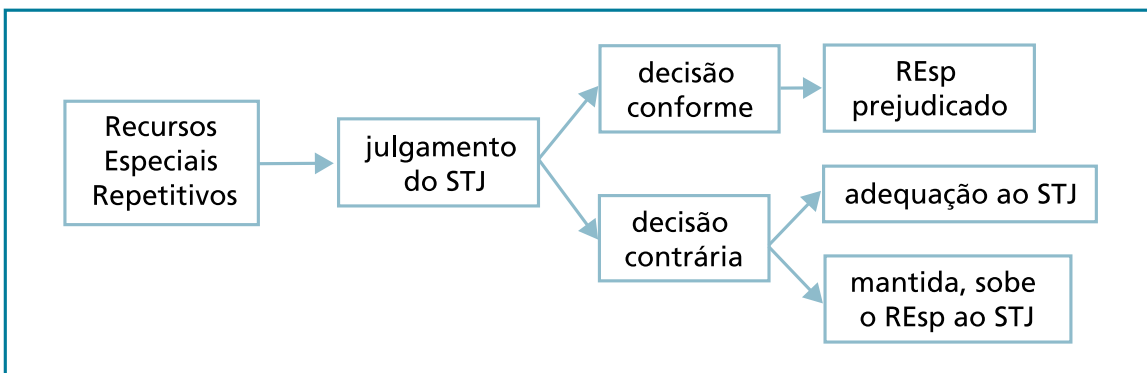 Recursos
Especiais
Repetitivos
julgamento
do STJ
decisão
conforme
REsp
prejudicado
decisão
contrária
adequação ao STJ
mantida, sobe
o REsp ao STJ